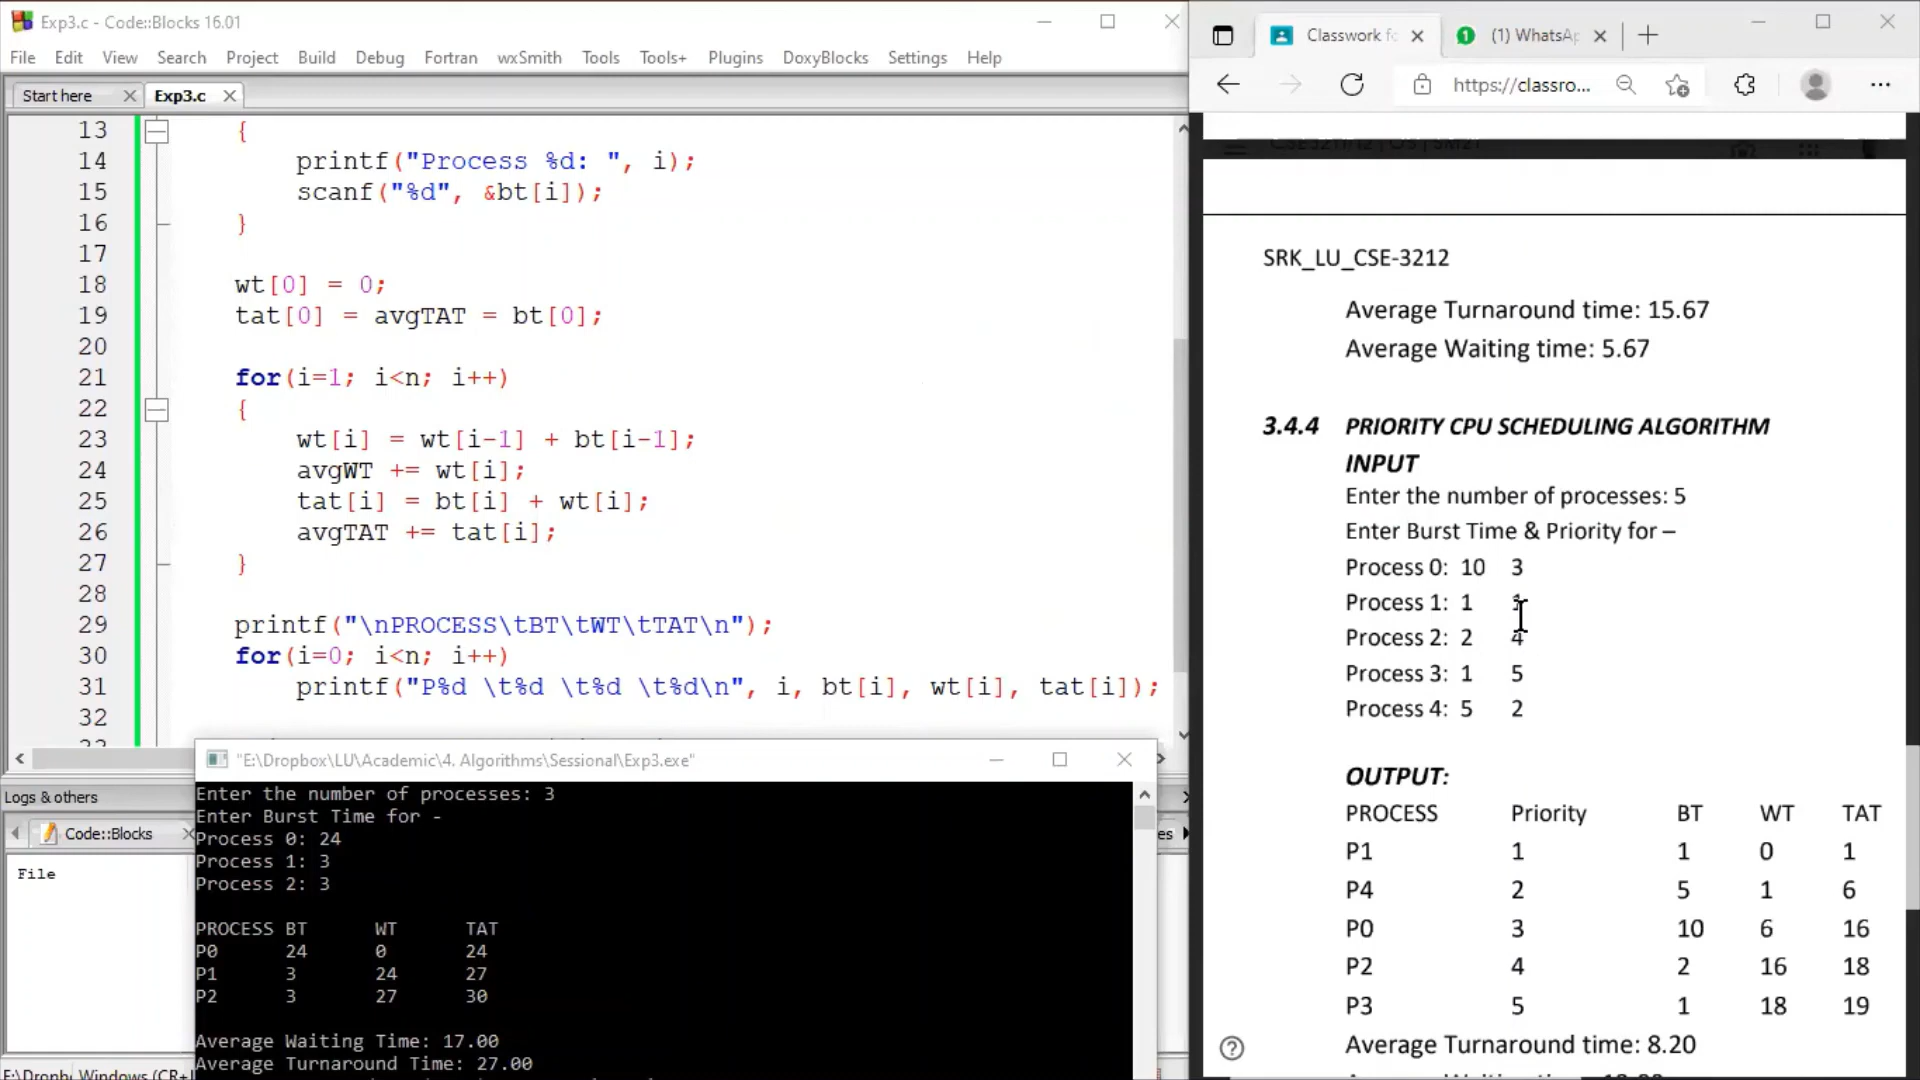 Exp3.c - Code::Blocks 16.01
File Edit View Search Project Build Debug Fortran wxSmith Tools Tools+ Plugins DoxyBlocks Settings Help
Start here Exp3.c
13 {
14 printf("Process %d: ", i);
15 scanf("%d", &bt[i]);
16 }
17
18 wt[0] = 0;
19 tat[0] = avgTAT = bt[0];
20
21 for(i=1; i<n; i++)
22 {
23 wt[i] = wt[i-1] + bt[i-1];
24 avgWT += wt[i];
25 tat[i] = bt[i] + wt[i];
26 avgTAT += tat[i];
27 }
28
29 printf("\nPROCESS\tBT\tWT\tTAT\n");
30 for(i=0; i<n; i++)
31 printf("P%d \t%d \t%d \t%d\n", i, bt[i], wt[i], tat[i]);
32
Logs & others
Code::Blocks
File
"E:\Dropbox\LU\Academic\4. Algorithms\Sessional\Exp3.exe"
Enter the number of processes: 3
Enter Burst Time for -
Process 0: 24
Process 1: 3
Process 2: 3
PROCESS BT WT TAT
P0 24 0 24
P1 3 24 27
P2 3 27 30
Average Waiting Time: 17.00
Average Turnaround Time: 27.00
Classwork fo
(1) WhatsAp
https://classro...
SRK_LU_CSE-3212
Average Turnaround time: 15.67
Average Waiting time: 5.67
3.4.4 PRIORITY CPU SCHEDULING ALGORITHM
INPUT
Enter the number of processes: 5
Enter Burst Time & Priority for –
Process 0: 10 3
Process 1: 1 1
Process 2: 2 4
Process 3: 1 5
Process 4: 5 2
OUTPUT:
PROCESS Priority BT WT TAT
P1 1 1 0 1
P4 2 5 1 6
P0 3 10 6 16
P2 4 2 16 18
P3 5 1 18 19
Average Turnaround time: 8.20